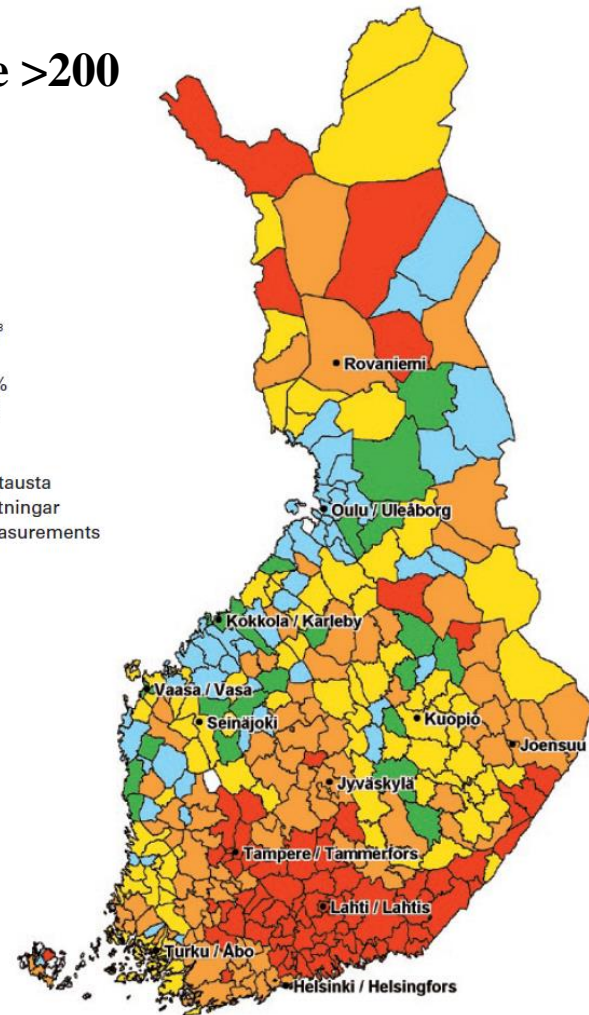 e >200
3
%
tausta
tningar
asurements
Rovaniemi
Oulu / Uleåborg
Kokkola / Karleby
Vaasa / Vasa
Seinäjoki
Kuopio
Joensuu
Jyväskylä
Tampere / Tammerfors
Lahti / Lahtis
Turku / Åbo
Helsinki / Helsingfors